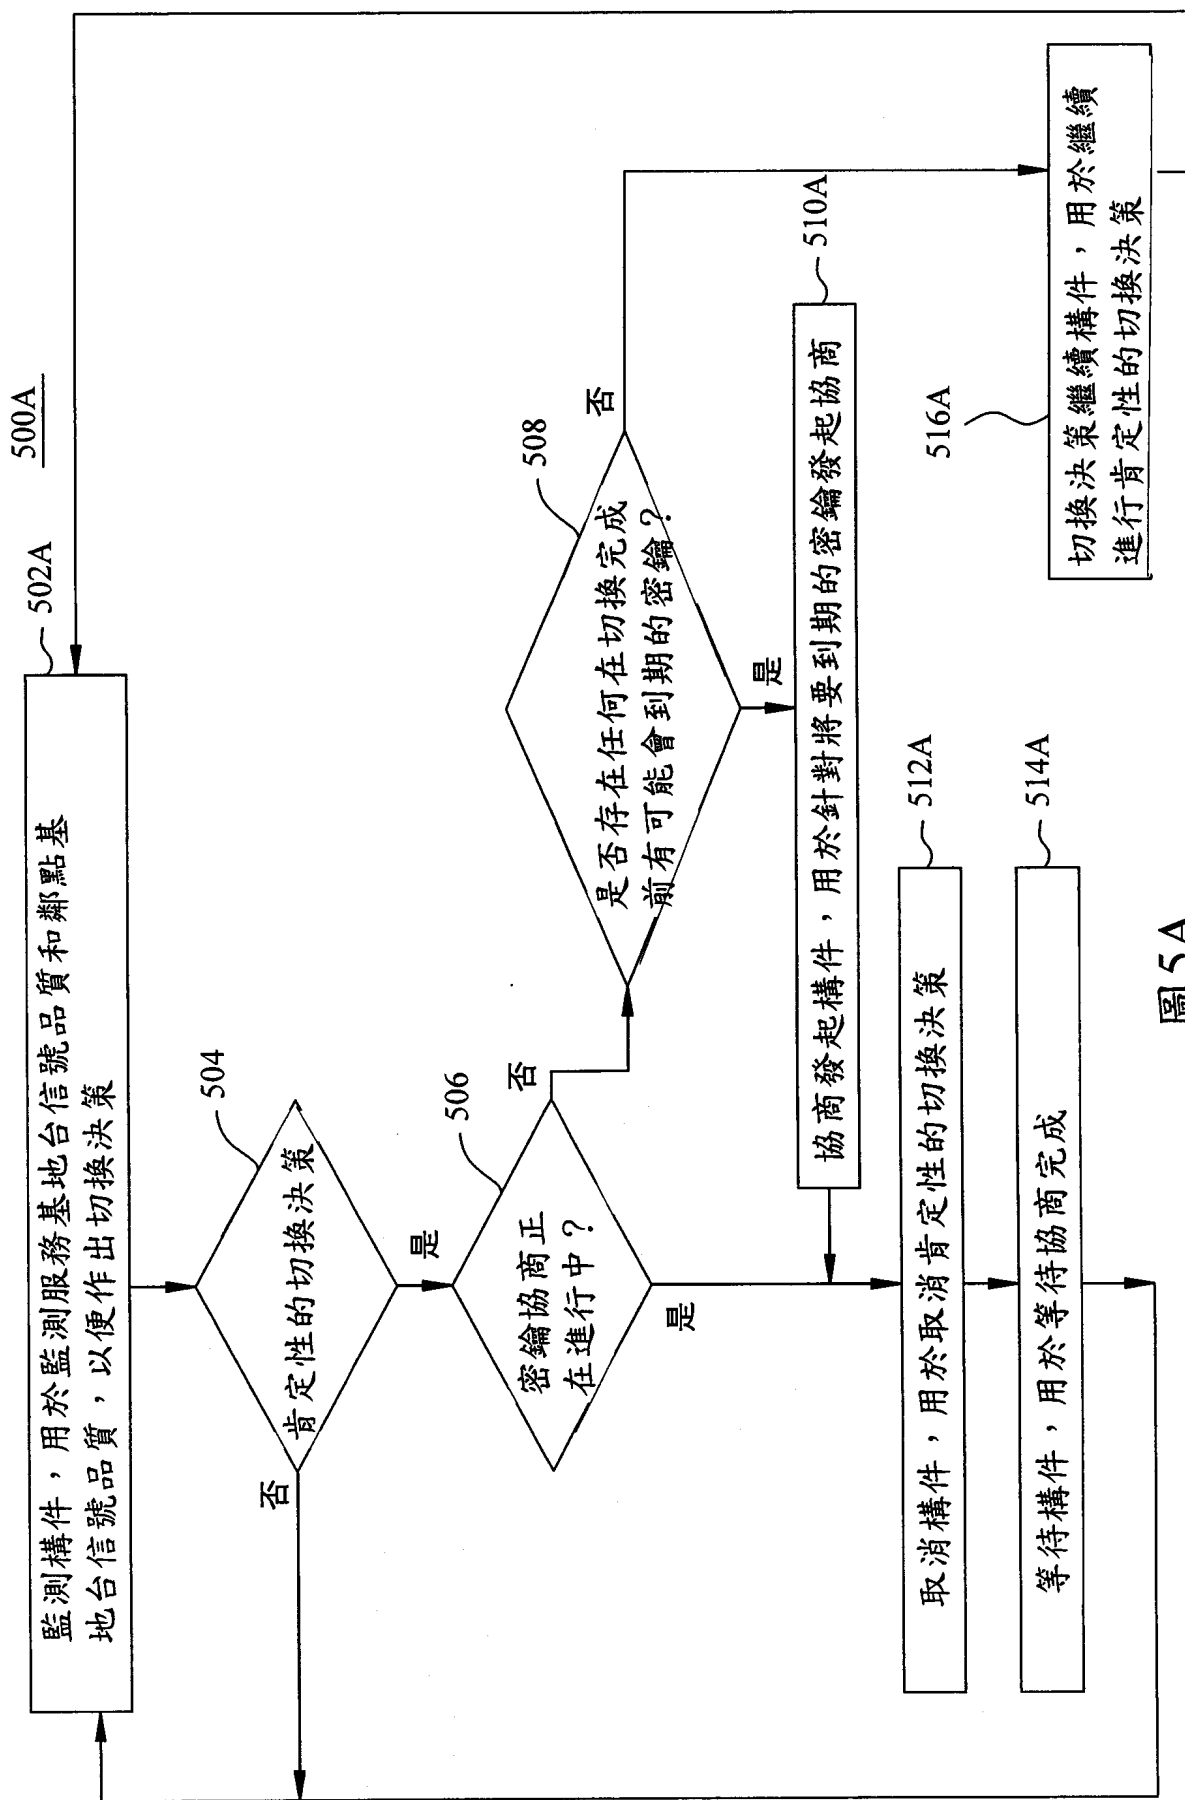 500A
502A
監測構件，用於監測服務基地台信號品質和鄰點基
地台信號品質，以便作出切換決策
504
肯定性的切換決策
否
是
506
密鑰協商正
在進行中？
否
是
508
是否存在任何在切換完成
前有可能會到期的密鑰？
否
是
510A
協商發起構件，用於針對將要到期的密鑰發起協商
512A
取消構件，用於取消肯定性的切換決策
514A
等待構件，用於等待協商完成
516A
切換決策繼續構件，用於繼續
進行肯定性的切換決策
圖5A